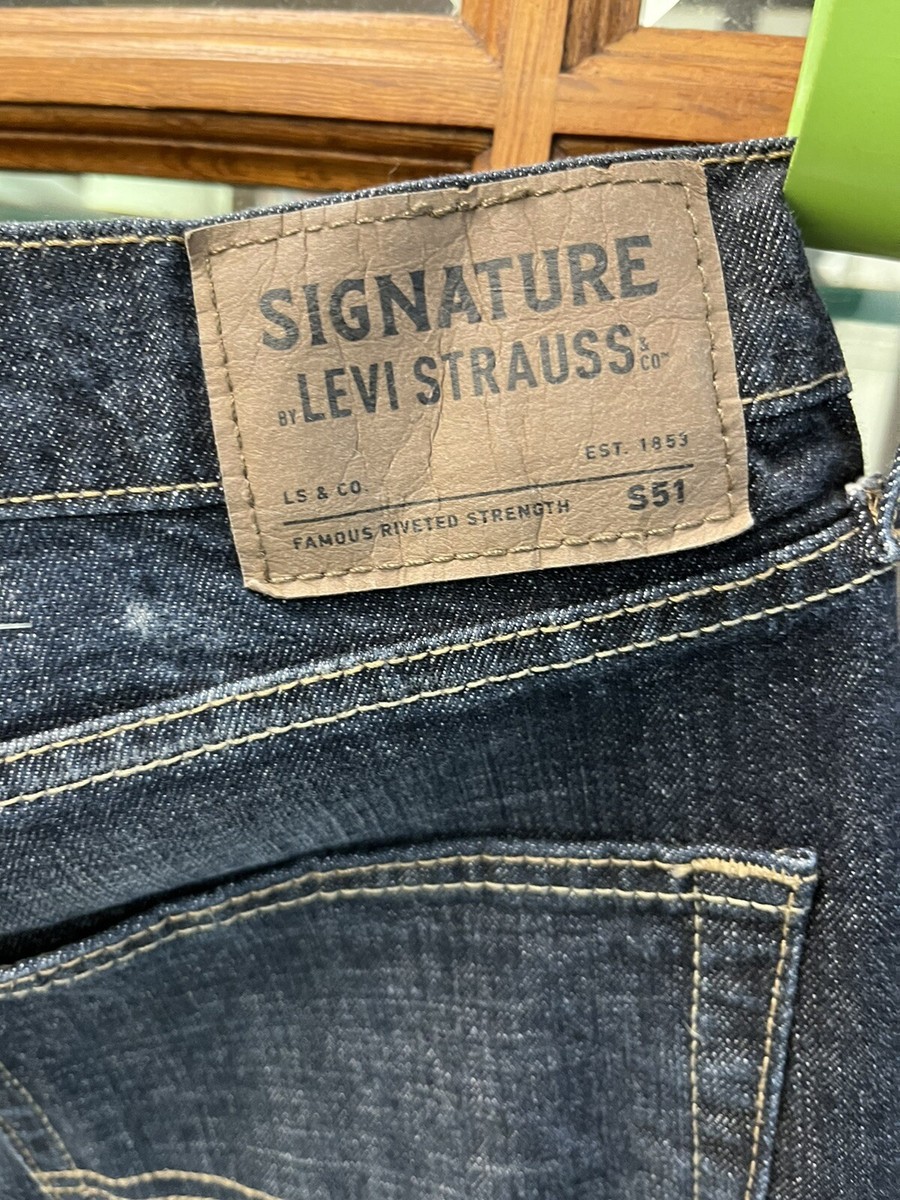 SIGNATURE
BY LEVI STRAUSS & CO™
EST. 1853
LS & CO.
S51
FAMOUS RIVETED STRENGTH